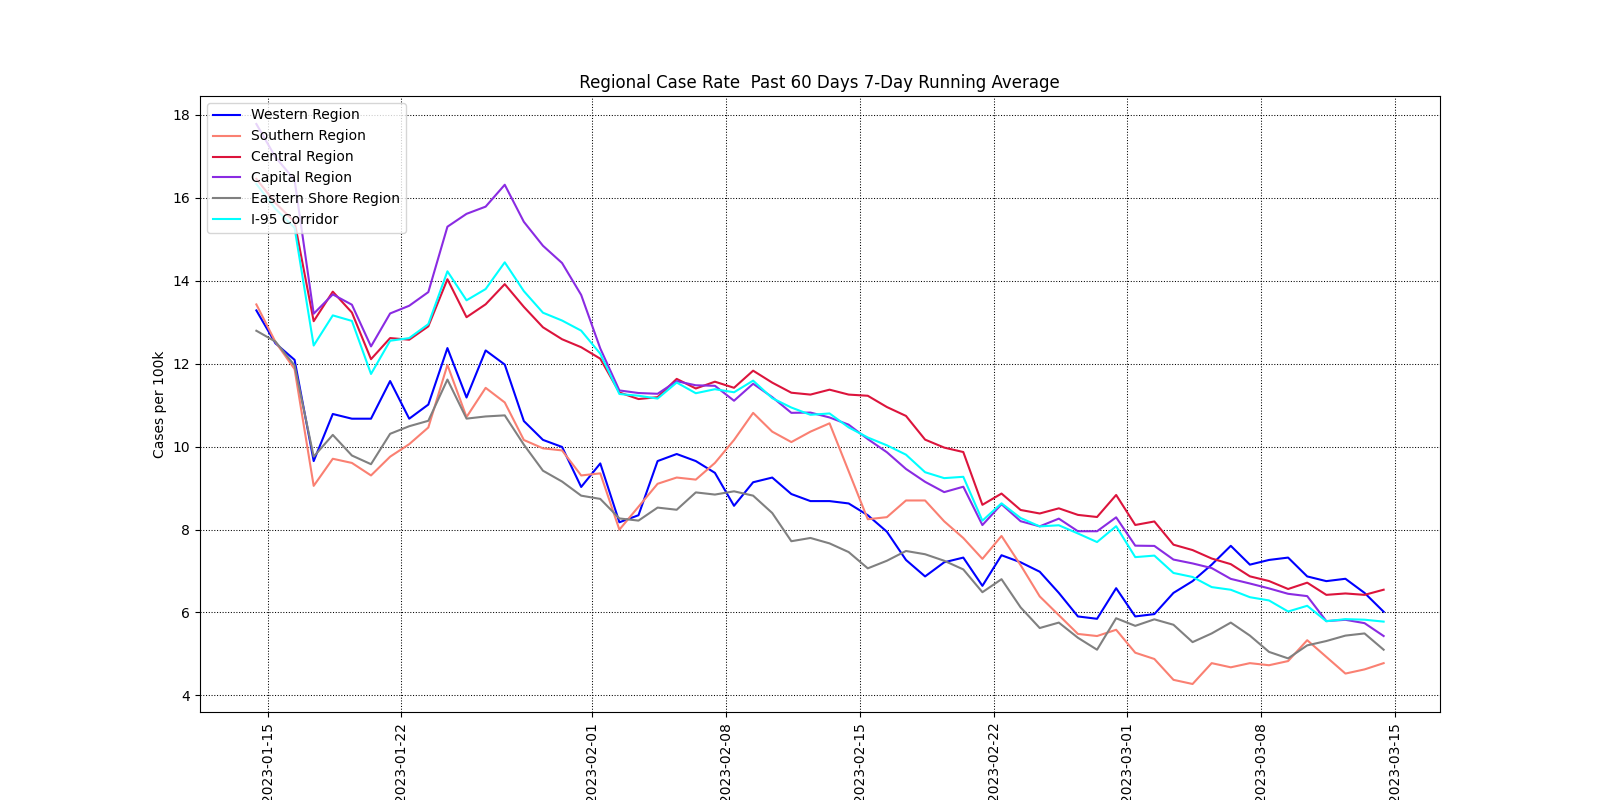 Regional Case Rate  Past 60 Days 7-Day Running Average
Western Region
Southern Region
Central Region
Capital Region
Eastern Shore Region
I-95 Corridor
Cases per 100k
18
16
14
12
10
8
6
4
2023-01-15
2023-01-22
2023-02-01
2023-02-08
2023-02-15
2023-02-22
2023-03-01
2023-03-08
2023-03-15